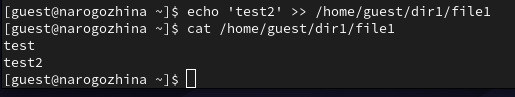 [guest@narogozhina ~]$ echo 'test2' >> /home/guest/dir1/file1
[guest@narogozhina ~]$ cat /home/guest/dir1/file1
test
test2
[guest@narogozhina ~]$